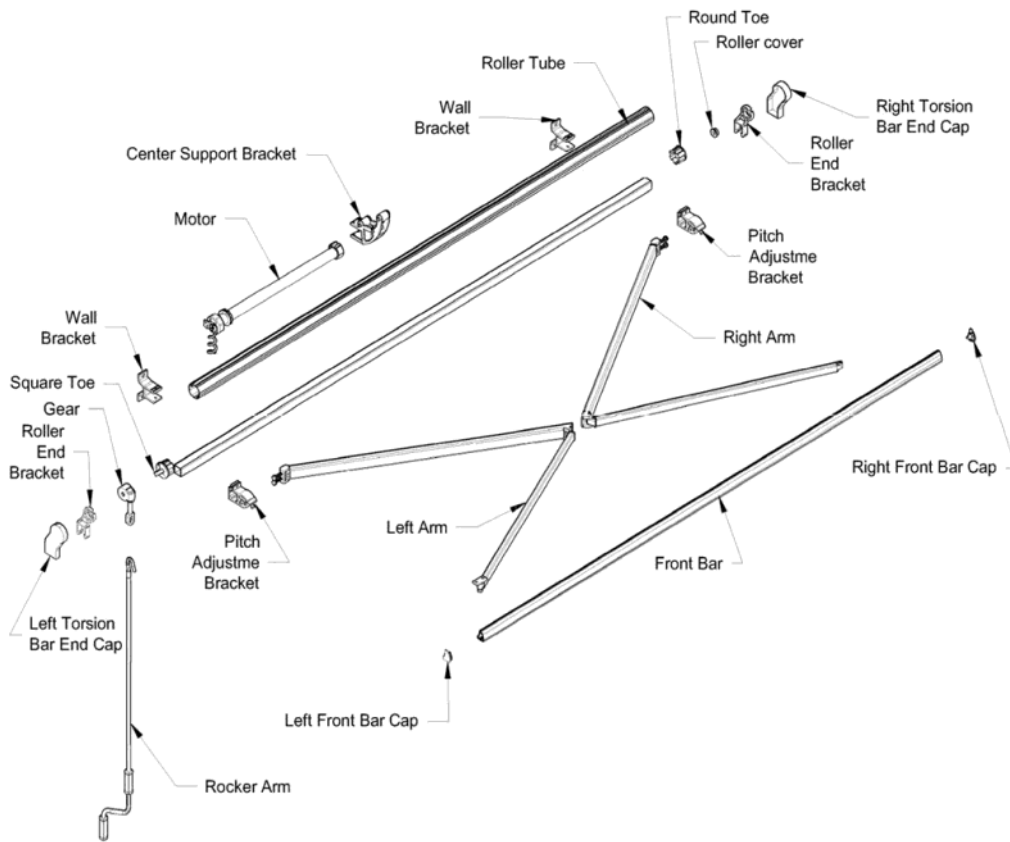 Round Toe
Roller cover
Roller Tube
Wall
Bracket
Right Torsion
Bar End Cap
Roller
End
Bracket
Center Support Bracket
Motor
Pitch
Adjustme
Bracket
Wall
Bracket
Right Arm
Square Toe
Gear
Roller
End
Bracket
Right Front Bar Cap
Left Arm
Front Bar
Pitch
Adjustme
Bracket
Left Torsion
Bar End Cap
Left Front Bar Cap
Rocker Arm